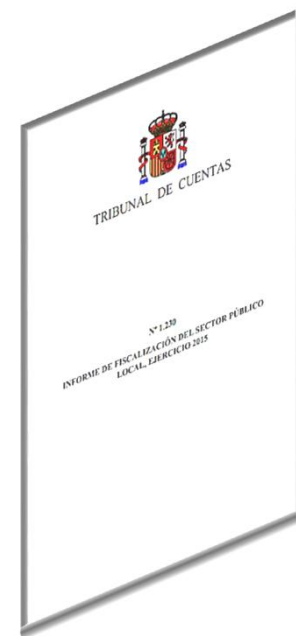 TRIBUNAL DE CUENTAS
Nº 1.230
INFORME DE FISCALIZACIÓN DEL SECTOR PÚBLICO
LOCAL, EJERCICIO 2015